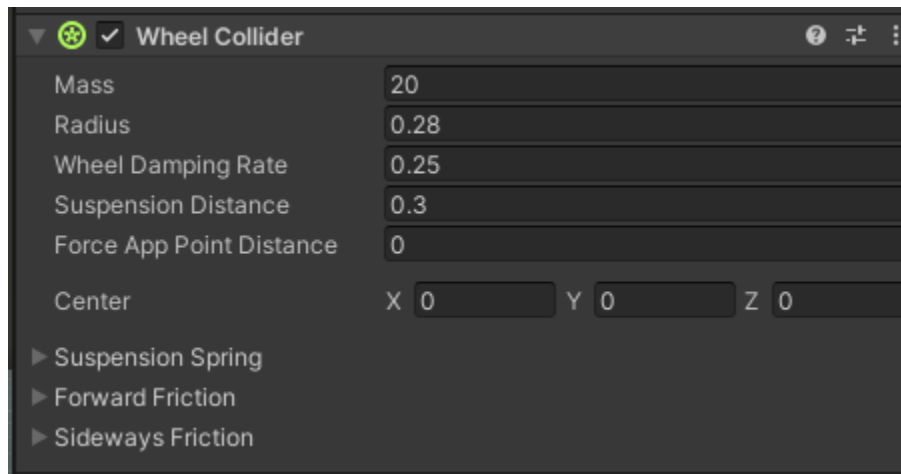 Wheel Collider
Mass 20
Radius 0.28
Wheel Damping Rate 0.25
Suspension Distance 0.3
Force App Point Distance 0
Center X 0 Y 0 Z 0
Suspension Spring
Forward Friction
Sideways Friction